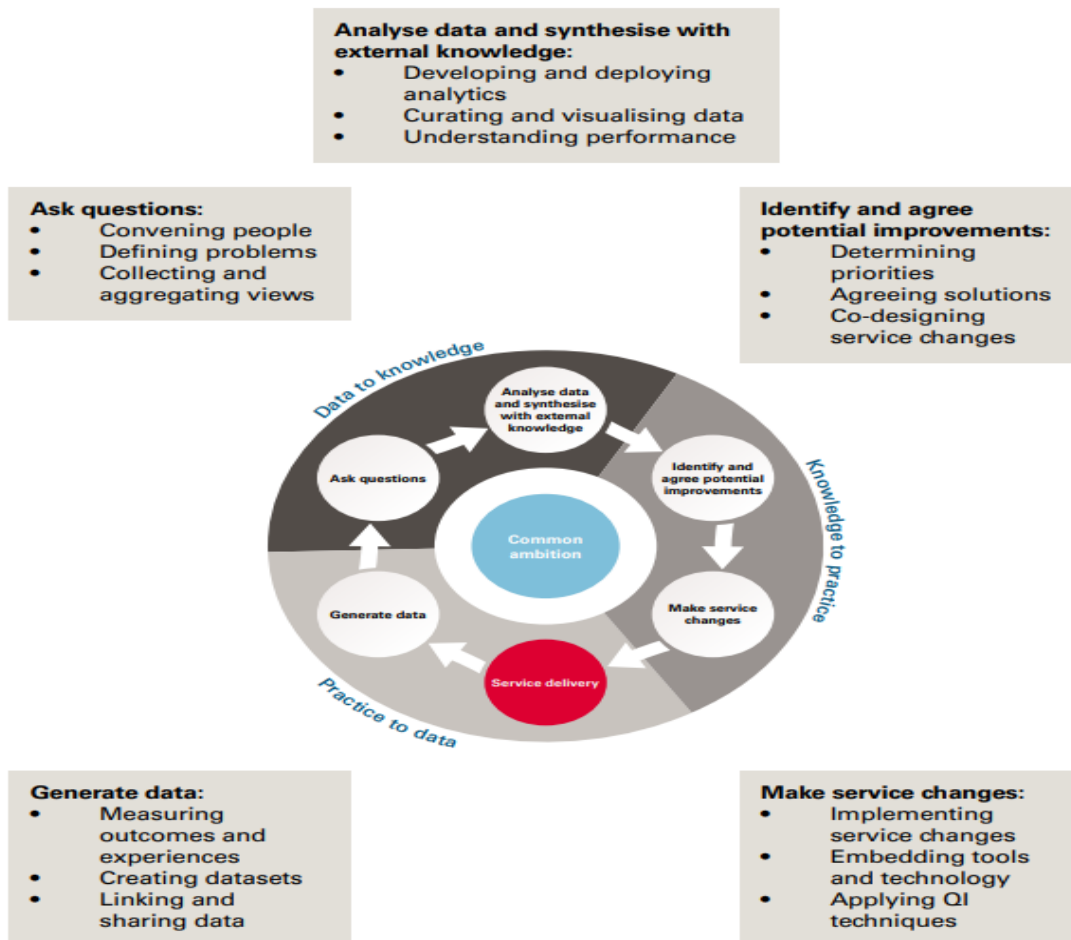 Analyse data and synthesise with
external knowledge:
• Developing and deploying
analytics
• Curating and visualising data
• Understanding performance
Ask questions:
• Convening people
• Defining problems
• Collecting and
aggregating views
Identify and agree
potential improvements:
• Determining
priorities
• Agreeing solutions
• Co-designing
service changes
Data to knowledge
Analyse data
and synthesise
with external
knowledge
Ask questions
Identify and
agree potential
improvements
Knowledge to practice
Common
ambition
Generate data
Make service
changes
Service delivery
Practice to data
Generate data:
• Measuring
outcomes and
experiences
• Creating datasets
• Linking and
sharing data
Make service changes:
• Implementing
service changes
• Embedding tools
and technology
• Applying QI
techniques